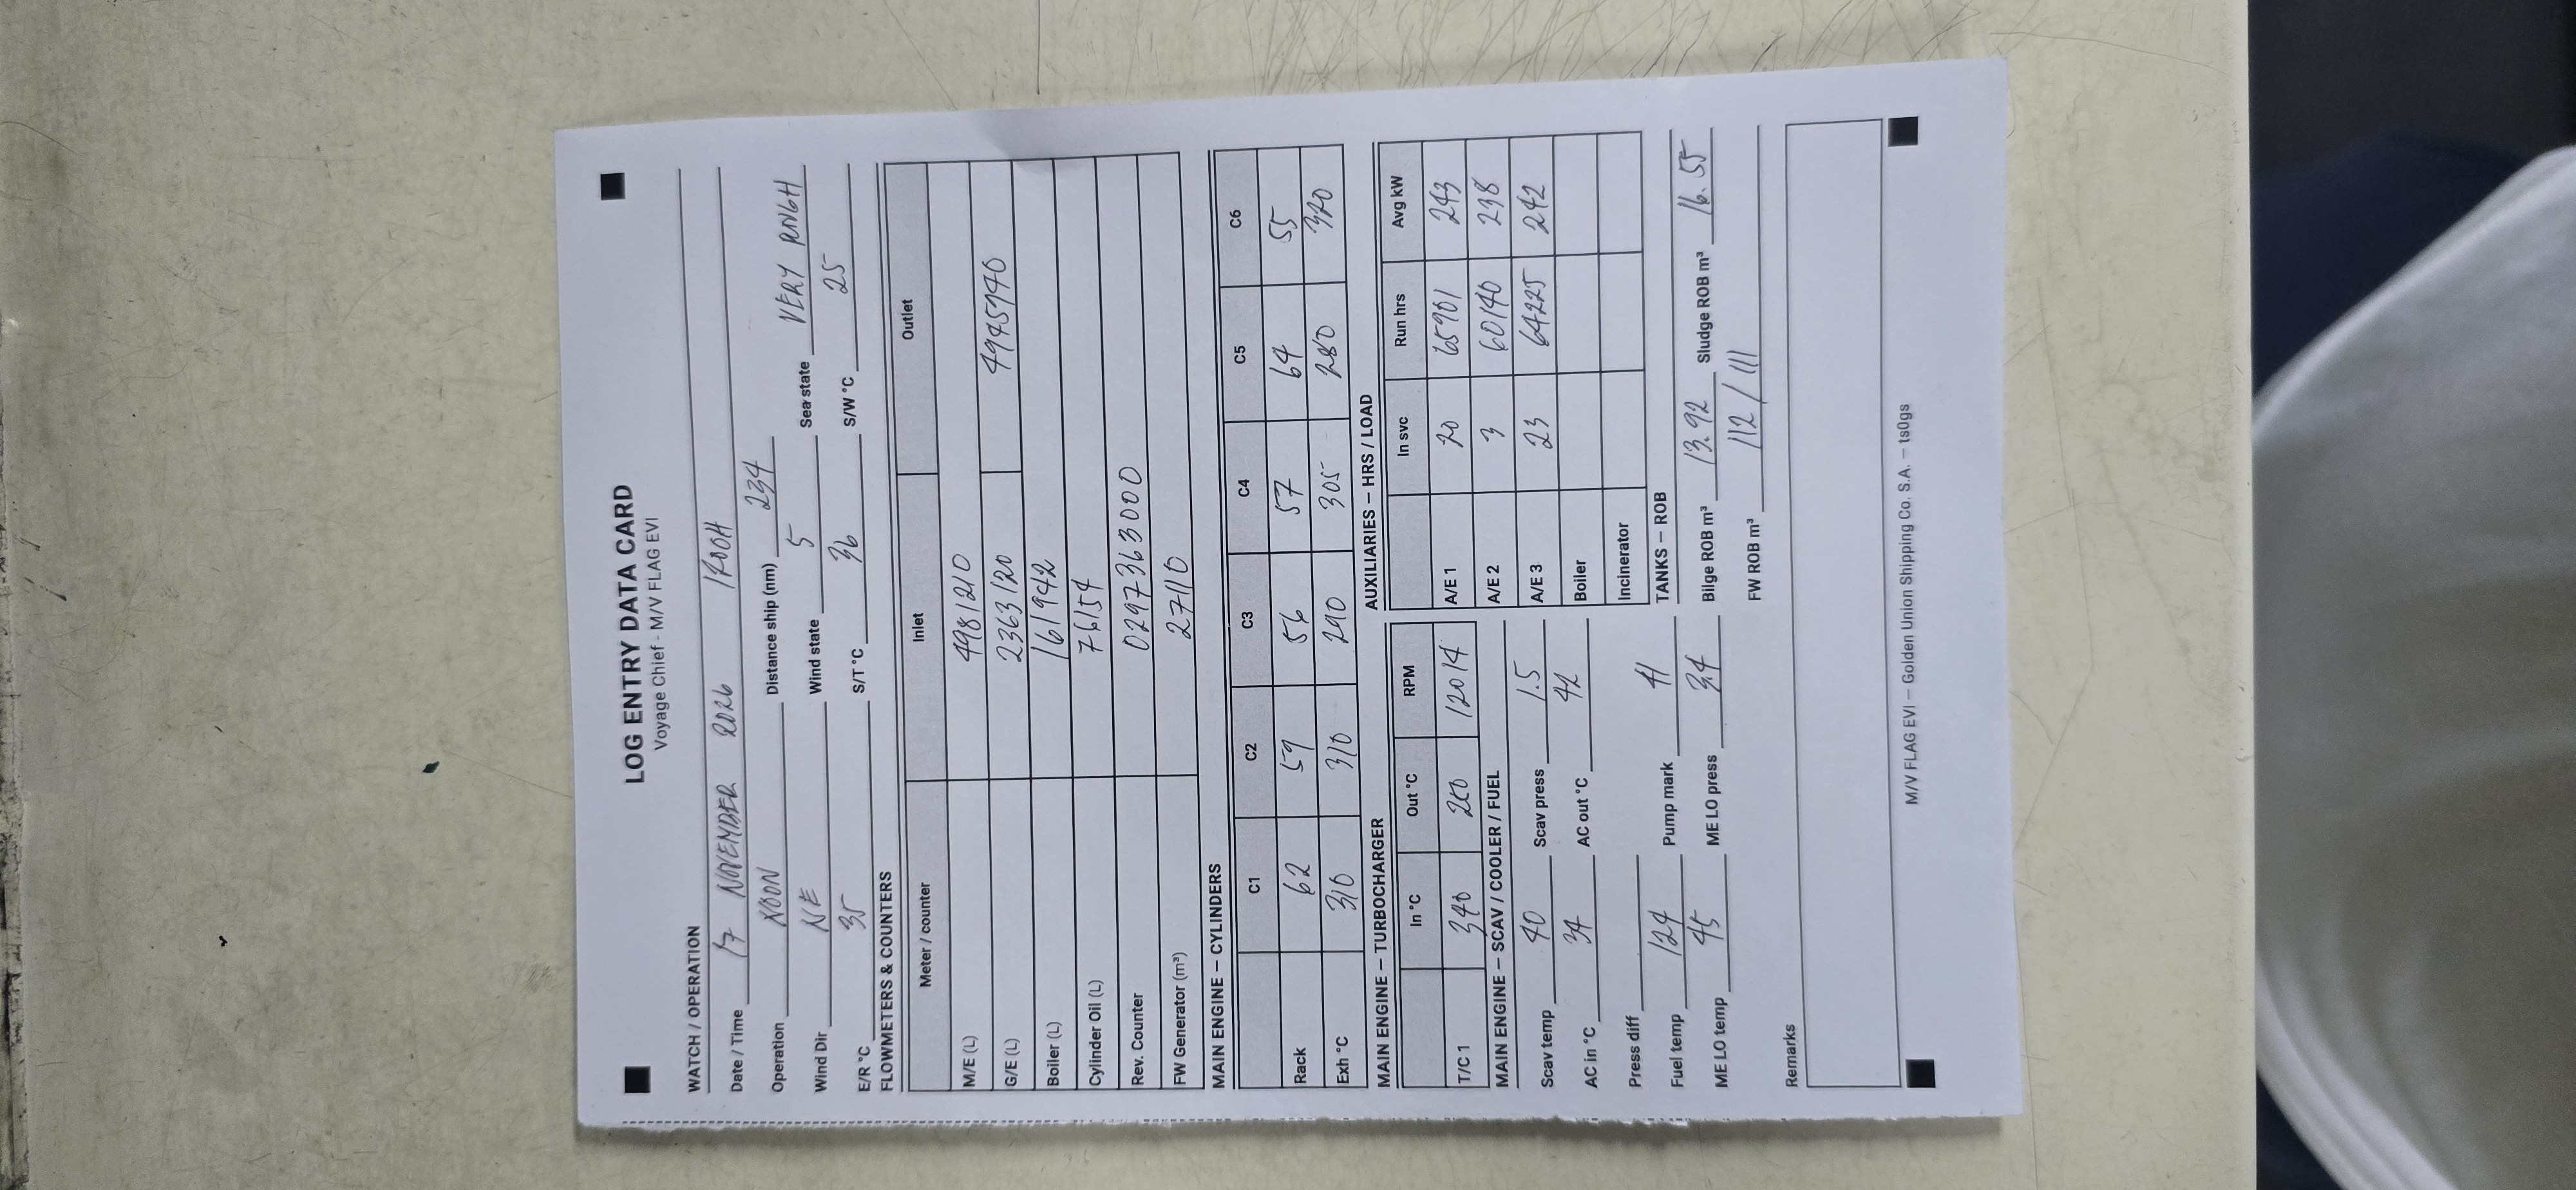 LOG ENTRY DATA CARD
Voyage Chief - M/V FLAG EVI
WATCH / OPERATION
Date / Time 17 NOVEMBER 2026 1200H
Operation NOON Distance ship (nm) 234
Wind Dir NE Wind state 5 Sea state VERY ROUGH
E/R °C 35 S/T °C 36 S/W °C 25
FLOWMETERS & COUNTERS
Meter / counter Inlet Outlet
M/E (L) 4981210
G/E (L) 2363120
Boiler (L) 161942
Cylinder Oil (L) 76154
Rev. Counter 0297363000
FW Generator (m³) 27110
MAIN ENGINE – CYLINDERS
C1 C2 C3 C4 C5 C6
Rack 62 59 56 57 64 55
Exh °C 310 310 290 305 280 320
MAIN ENGINE – TURBOCHARGER
In °C Out °C RPM
T/C 1 340 12014
MAIN ENGINE – SCAV / COOLER / FUEL
Scav temp 40 Scav press 1.5
AC in °C 34 AC out °C 42
Press diff
Fuel temp 124 Pump mark
ME LO temp 45 ME LO press 3.4
AUXILIARIES – HRS / LOAD
In svc Run hrs Avg kW
A/E 1 20 65901 243
A/E 2 3 60140 238
A/E 3 23 64225 242
Boiler
Incinerator
TANKS – ROB
Bilge ROB m³ 13.92 Sludge ROB m³ 16.55
FW ROB m³ 112 / 111
Remarks
M/V FLAG EVI – Golden Union Shipping Co. S.A. – ts0gs